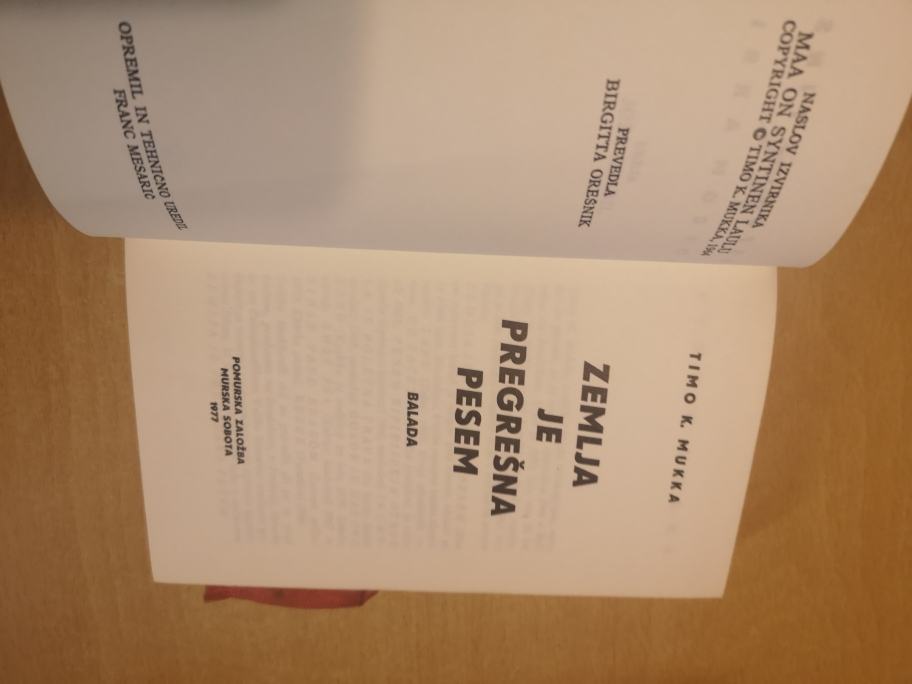 NASLOV IZVIRNIKA
MAA ON SYNTINEN LAULU
COPYRIGHT © TIMO K. MUKKA, 1964
PREVEDLA
BIRGITTA OREŠNIK
OPREMIL IN TEHNIČNO UREDIL
FRANC MESARIČ
TIMO K. MUKKA
ZEMLJA
JE
PREGREŠNA
PESEM
BALADA
POMURSKA ZALOŽBA
MURSKA SOBOTA
1977